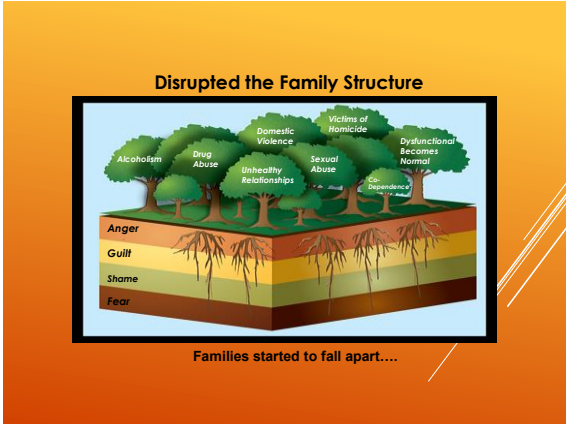 Disrupted the Family Structure
Victims of
Homicide
Domestic
Violence
Dysfunctional
Becomes
Normal
Alcoholism
Drug
Abuse
Sexual
Abuse
Unhealthy
Relationships
Co-
Dependence
Anger
Guilt
Shame
Fear
Families started to fall apart....